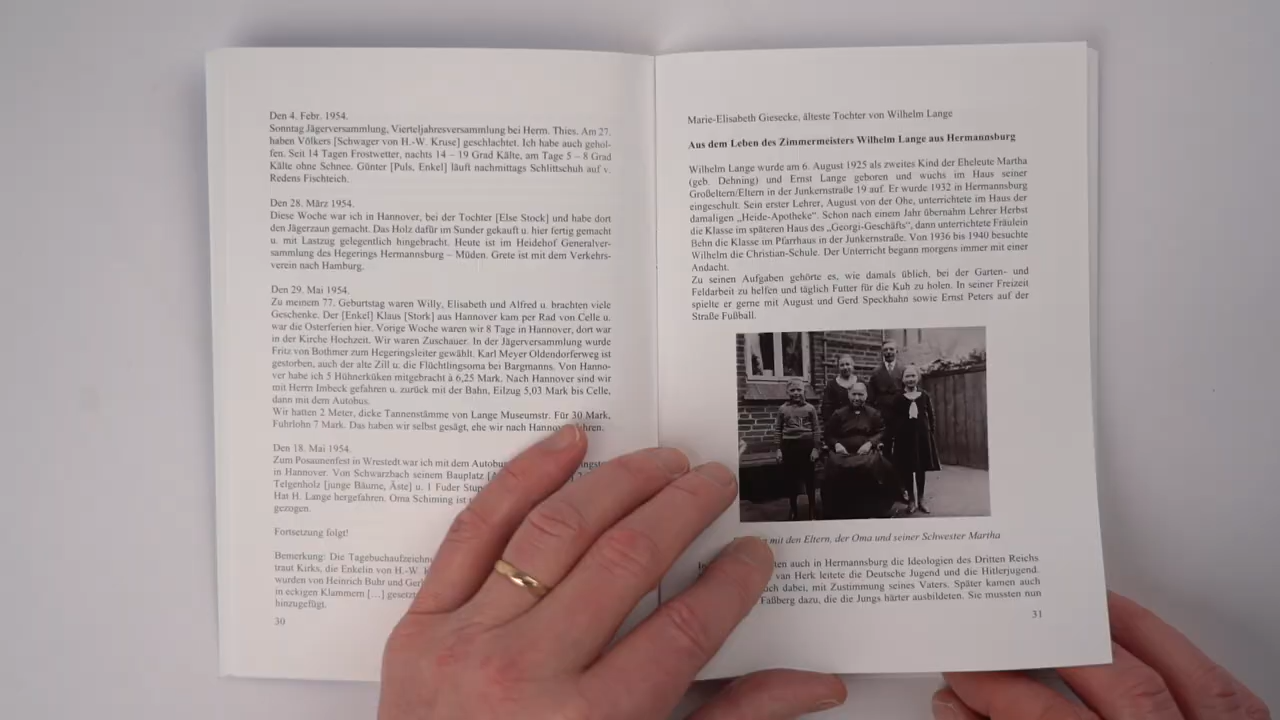 Den 4. Febr. 1954.
Sonntag Jägerversammlung, Vierteljahresversammlung bei Herm. Thies. Am 27.
haben Völkers [Schwager von H.-W. Kruse] geschlachtet. Ich habe auch gehol-
fen. Seit 14 Tagen Frostwetter, nachts 14 – 19 Grad Kälte, am Tage 5 – 8 Grad
Kälte ohne Schnee. Günter [Puls, Enkel] läuft nachmittags Schlittschuh auf v.
Redens Fischteich.
Den 28. März 1954.
Diese Woche war ich in Hannover, bei der Tochter [Else Stock] und habe dort
den Jägerzaun gemacht. Das Holz dafür im Sunder gekauft u. hier fertig gemacht
u. mit Lastzug gelegentlich hingebracht. Heute ist im Heidehof Generalver-
sammlung des Hegerings Hermannsburg – Müden. Grete ist mit dem Verkehrs-
verein nach Hamburg.
Den 29. Mai 1954.
Zu meinem 77. Geburtstag waren Willy, Elisabeth und Alfred u. brachten viele
Geschenke. Der [Enkel] Klaus [Stork] aus Hannover kam per Rad von Celle u.
war die Osterferien hier. Vorige Woche waren wir 8 Tage in Hannover, dort war
in der Kirche Hochzeit. Wir waren Zuschauer. In der Jägerversammlung wurde
Fritz von Bothmer zum Hegeringsleiter gewählt. Karl Meyer Oldendorferweg ist
gestorben, auch der alte Zill u. die Flüchtlingsoma bei Bargmanns. Von Hanno-
ver habe ich 5 Hühnerküken mitgebracht à 6,25 Mark. Nach Hannover sind wir
mit Herrn Imbeck gefahren u. zurück mit der Bahn, Eilzug 5,03 Mark bis Celle,
dann mit dem Autobus.
Wir hatten 2 Meter, dicke Tannenstämme von Lange Museumstr. Für 30 Mark,
Fuhrlohn 7 Mark. Das haben wir selbst gesägt, ehe wir nach
Den 18. Mai 1954.
Zum Posaunenfest in Wrestedt war ich mit dem
in Hannover. Von Schwarzbach seinem Bauplatz
Telgenholz [junge Bäume, Äste] u. 1 Fuder
Hat H. Lange hergefahren. Oma Schiming ist
gezogen.
Fortsetzung folgt!
Bemerkung: Die
traut Kirks, die Enkelin von H.-W.
wurden von Heinrich Buhr und
in eckigen Klammern […]
hinzugefügt.
30
Marie-Elisabeth Giesecke, älteste Tochter von Wilhelm Lange
Aus dem Leben des Zimmermeisters Wilhelm Lange aus Hermannsburg
Wilhelm Lange wurde am 6. August 1925 als zweites Kind der Eheleute Martha
(geb. Dehning) und Ernst Lange geboren und wuchs im Haus seiner
Großeltern/Eltern in der Junkernstraße 19 auf. Er wurde 1932 in Hermannsburg
eingeschult. Sein erster Lehrer, August von der Ohe, unterrichtete im Haus der
damaligen „Heide-Apotheke“. Schon nach einem Jahr übernahm Lehrer Herbst
die Klasse im späteren Haus des „Georgi-Geschäfts“, dann unterrichtete Fräulein
Behn die Klasse im Pfarrhaus in der Junkernstraße. Von 1936 bis 1940 besuchte
Wilhelm die Christian-Schule. Der Unterricht begann morgens immer mit einer
Andacht.
Zu seinen Aufgaben gehörte es, wie damals üblich, bei der Garten- und
Feldarbeit zu helfen und täglich Futter für die Kuh zu holen. In seiner Freizeit
spielte er gerne mit August und Gerd Speckhahn sowie Ernst Peters auf der
Straße Fußball.
mit den Eltern, der Oma und seiner Schwester Martha
auch in Hermannsburg die Ideologien des Dritten Reichs
van Herk leitete die Deutsche Jugend und die Hitlerjugend.
dabei, mit Zustimmung seines Vaters. Später kamen auch
Faßberg dazu, die die Jungs härter ausbildeten. Sie mussten nun
31